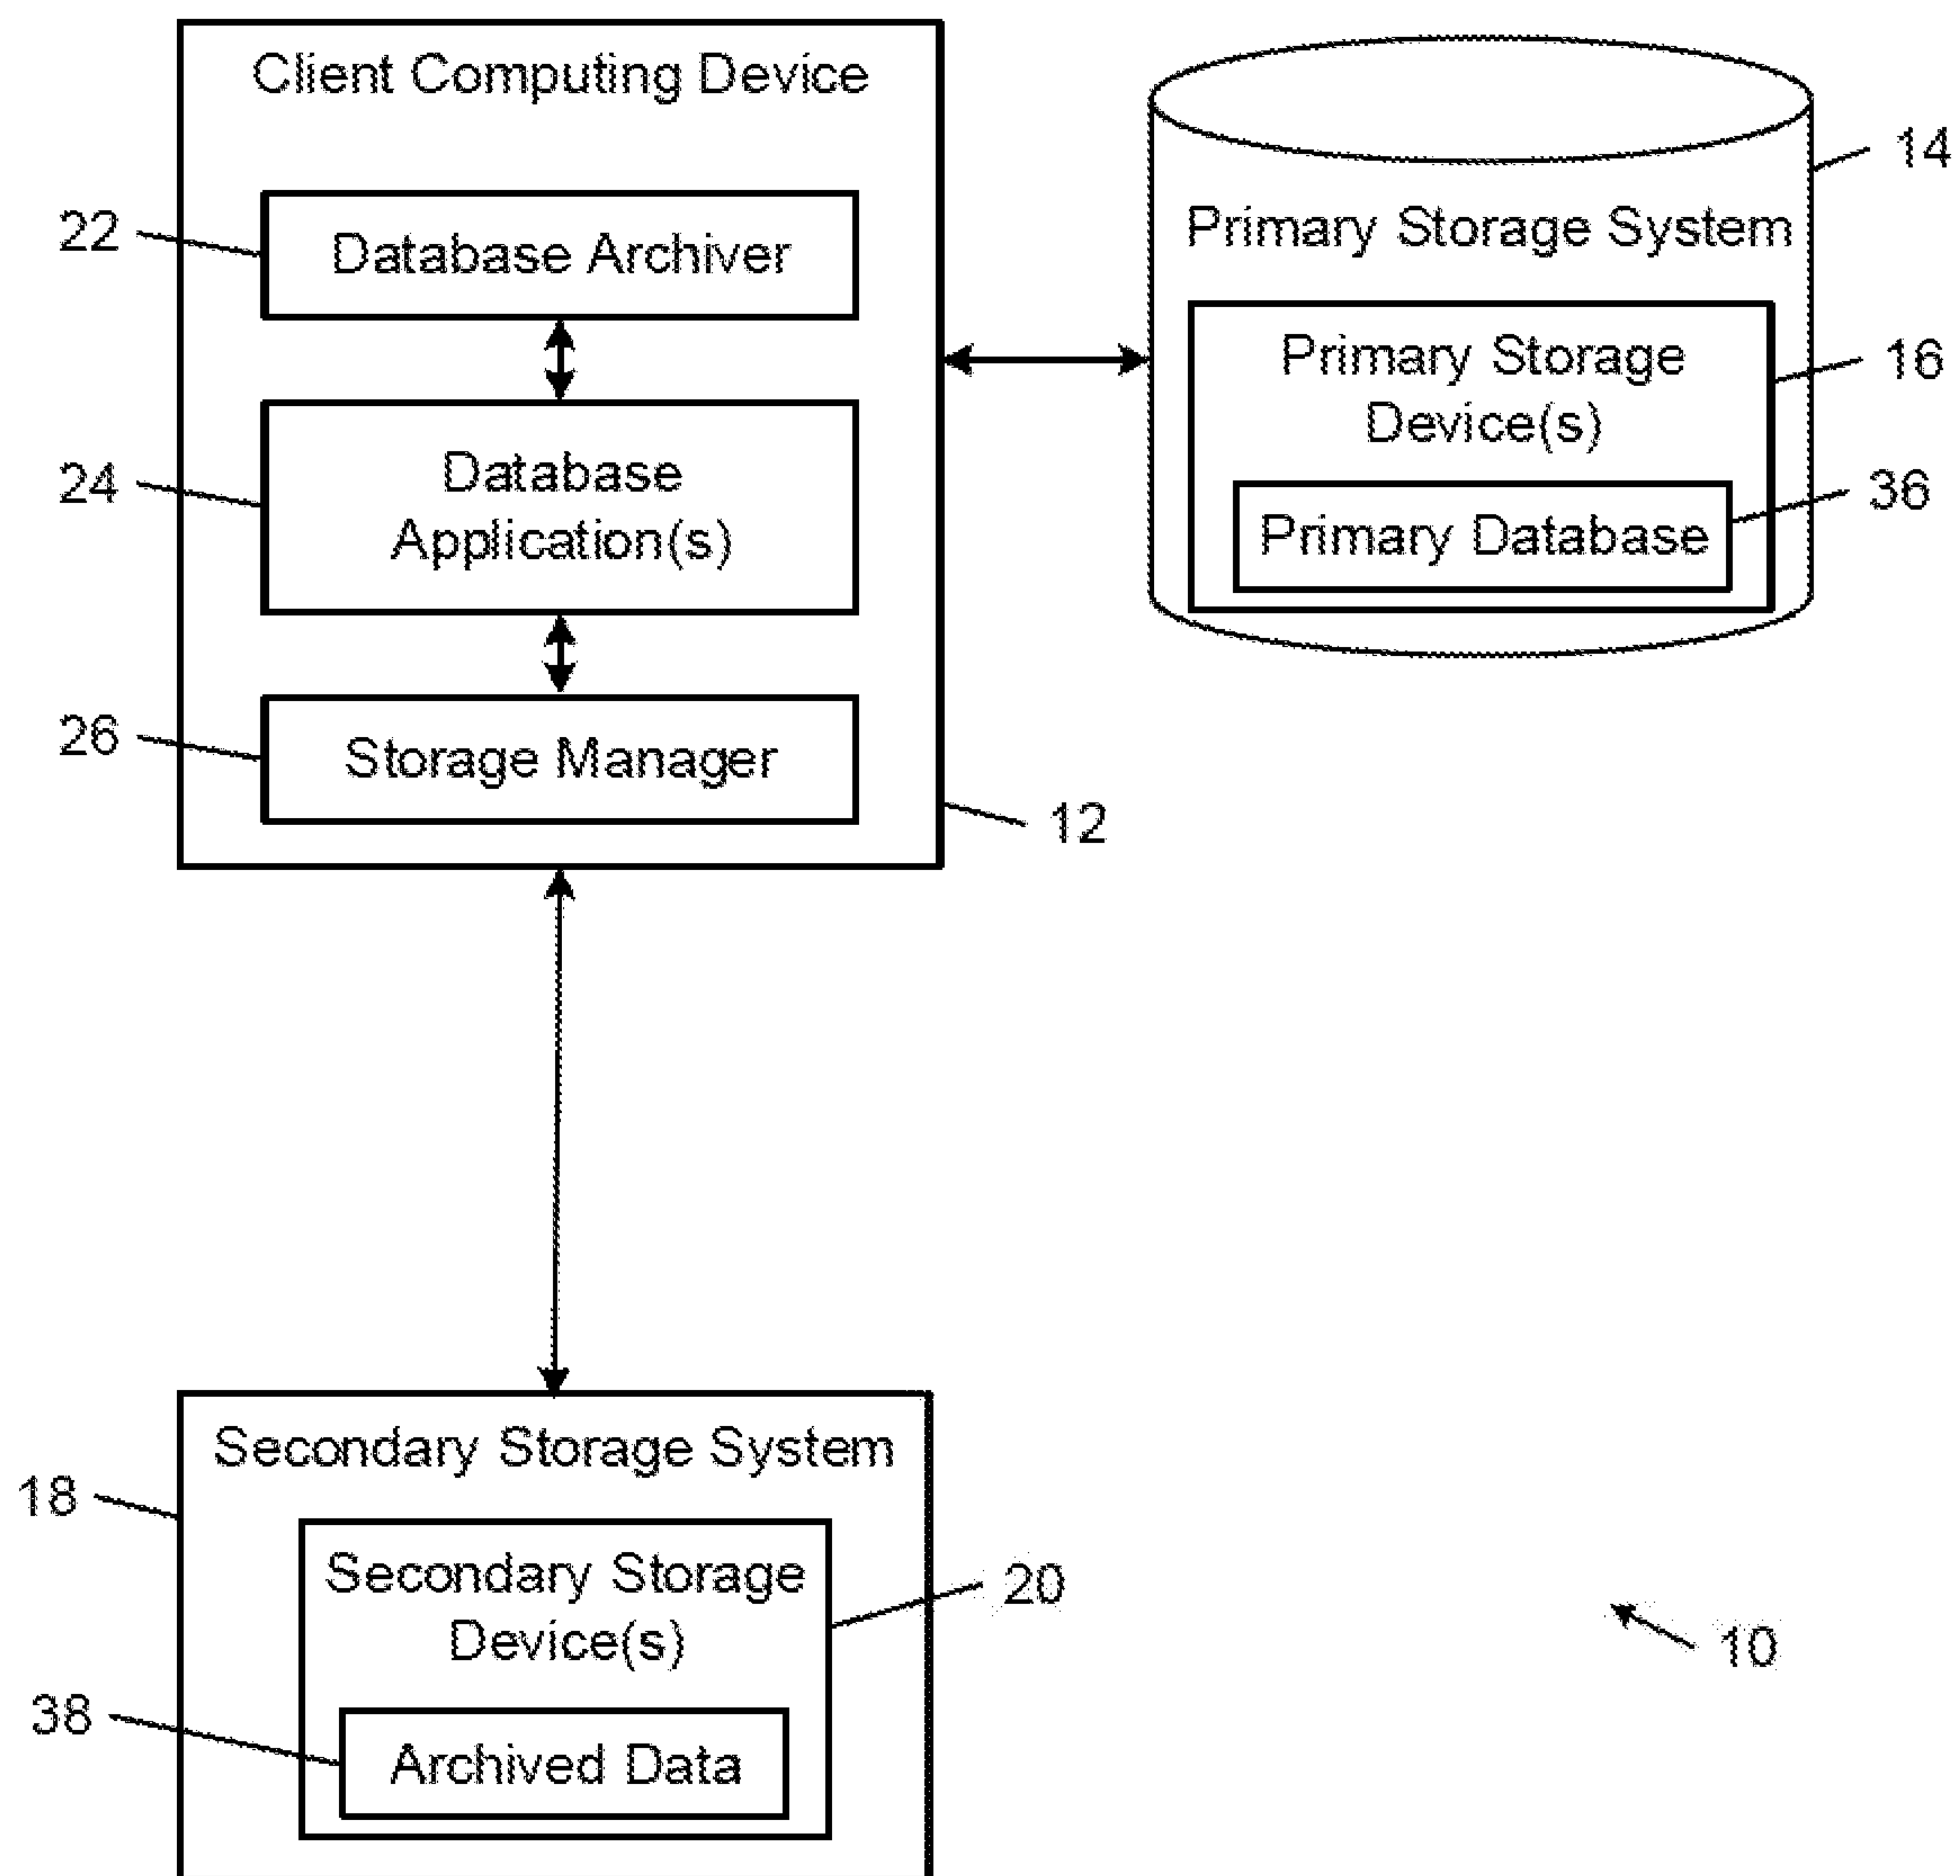 Client Computing Device
22
Database Archiver
24
Database
Application(s)
26
Storage Manager
12
14
Primary Storage System
Primary Storage
Device(s)
16
36
Primary Database
Secondary Storage System
18
Secondary Storage
Device(s)
20
38
Archived Data
10